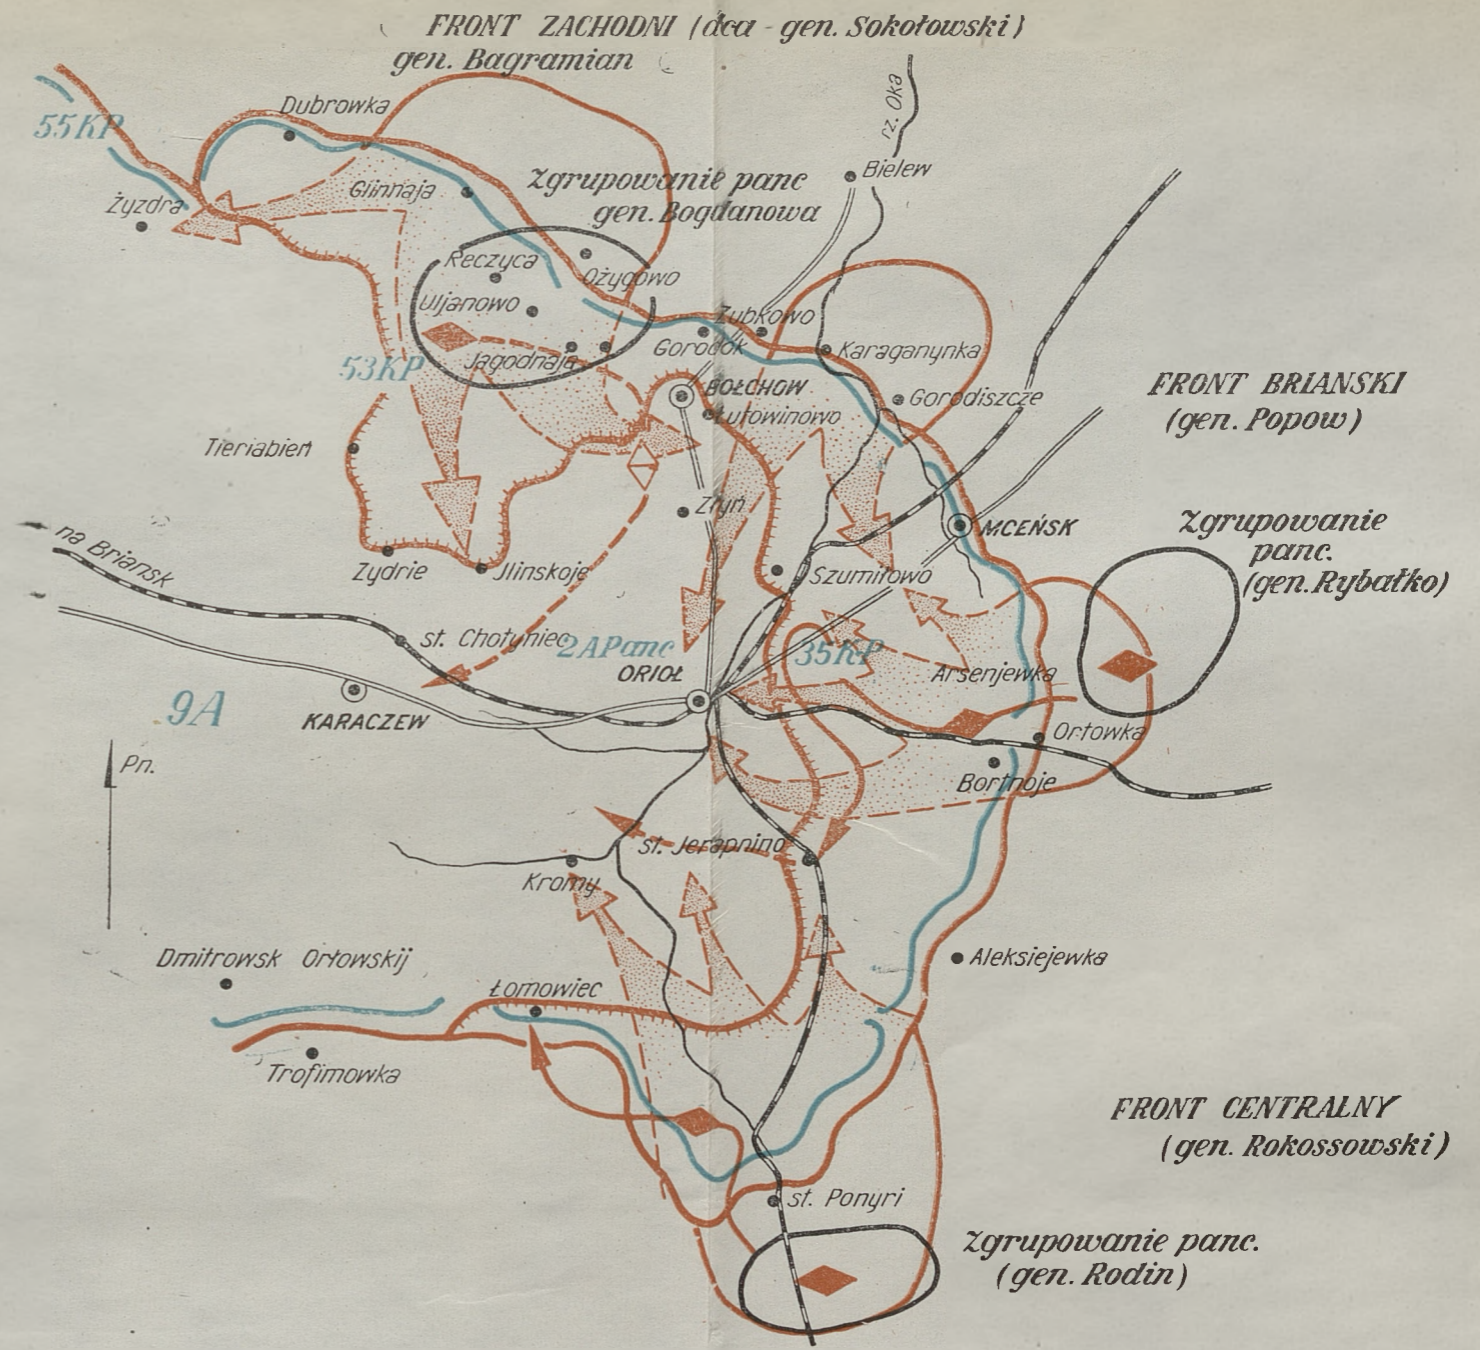 FRONT ZACHODNI (dca - gen. Sokołowski)
gen. Bagramian
rz. Oka
Dubrowka
55KP
Bielew
Zgrupowanie panc
gen. Bogdanowa
Glinnaja
Żyzdra
Reczyca
Ożygowo
Uljanowo
Zubkowo
Gorodok
Karaganynka
Jagodnaja
53KP
BOŁCHOW
FRONT BRIANSKI
(gen. Popow)
Gorodiszcze
Łutowinowo
Tieriabień
Złyń
MCEŃSK
Zgrupowanie
panc.
(gen. Rybałko)
na Briańsk
Zydrie
Jlinskoje
Szumiłowo
st. Chotyniec
2APanc
35KP
ORIOŁ
Arsenjewka
9A
KARACZEW
Ortowka
Pn.
Bortnoje
st. Jerapnino
Kromy
Dmitrowsk Orłowskij
Aleksiejewka
Łomowiec
Trofimowka
FRONT CENTRALNY
(gen. Rokossowski)
st. Ponyri
Zgrupowanie panc.
(gen. Rodin)